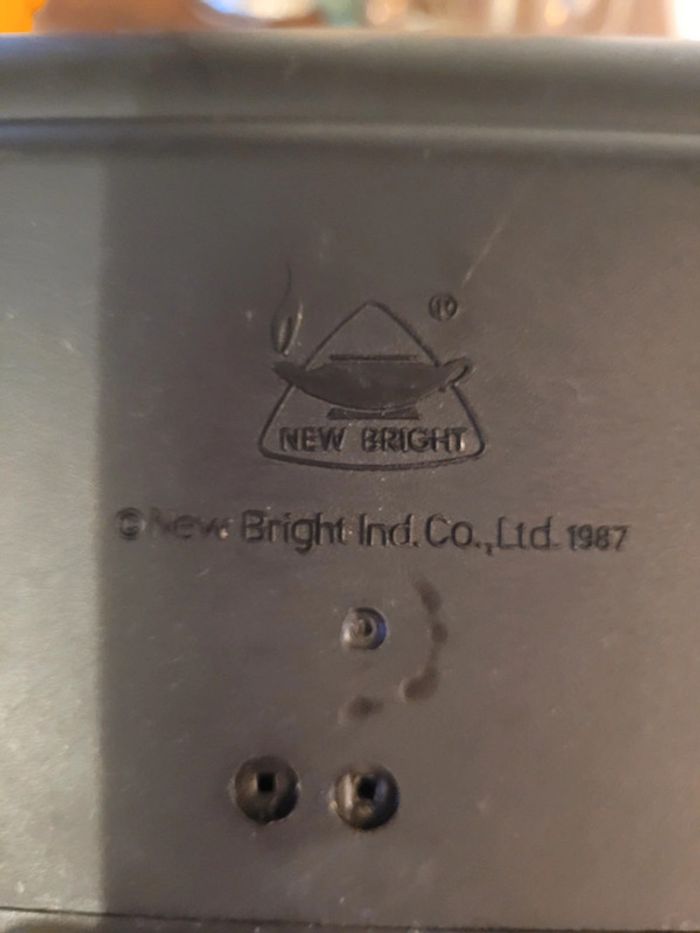 ®
NEW BRIGHT
© New Bright Ind. Co., Ltd. 1987